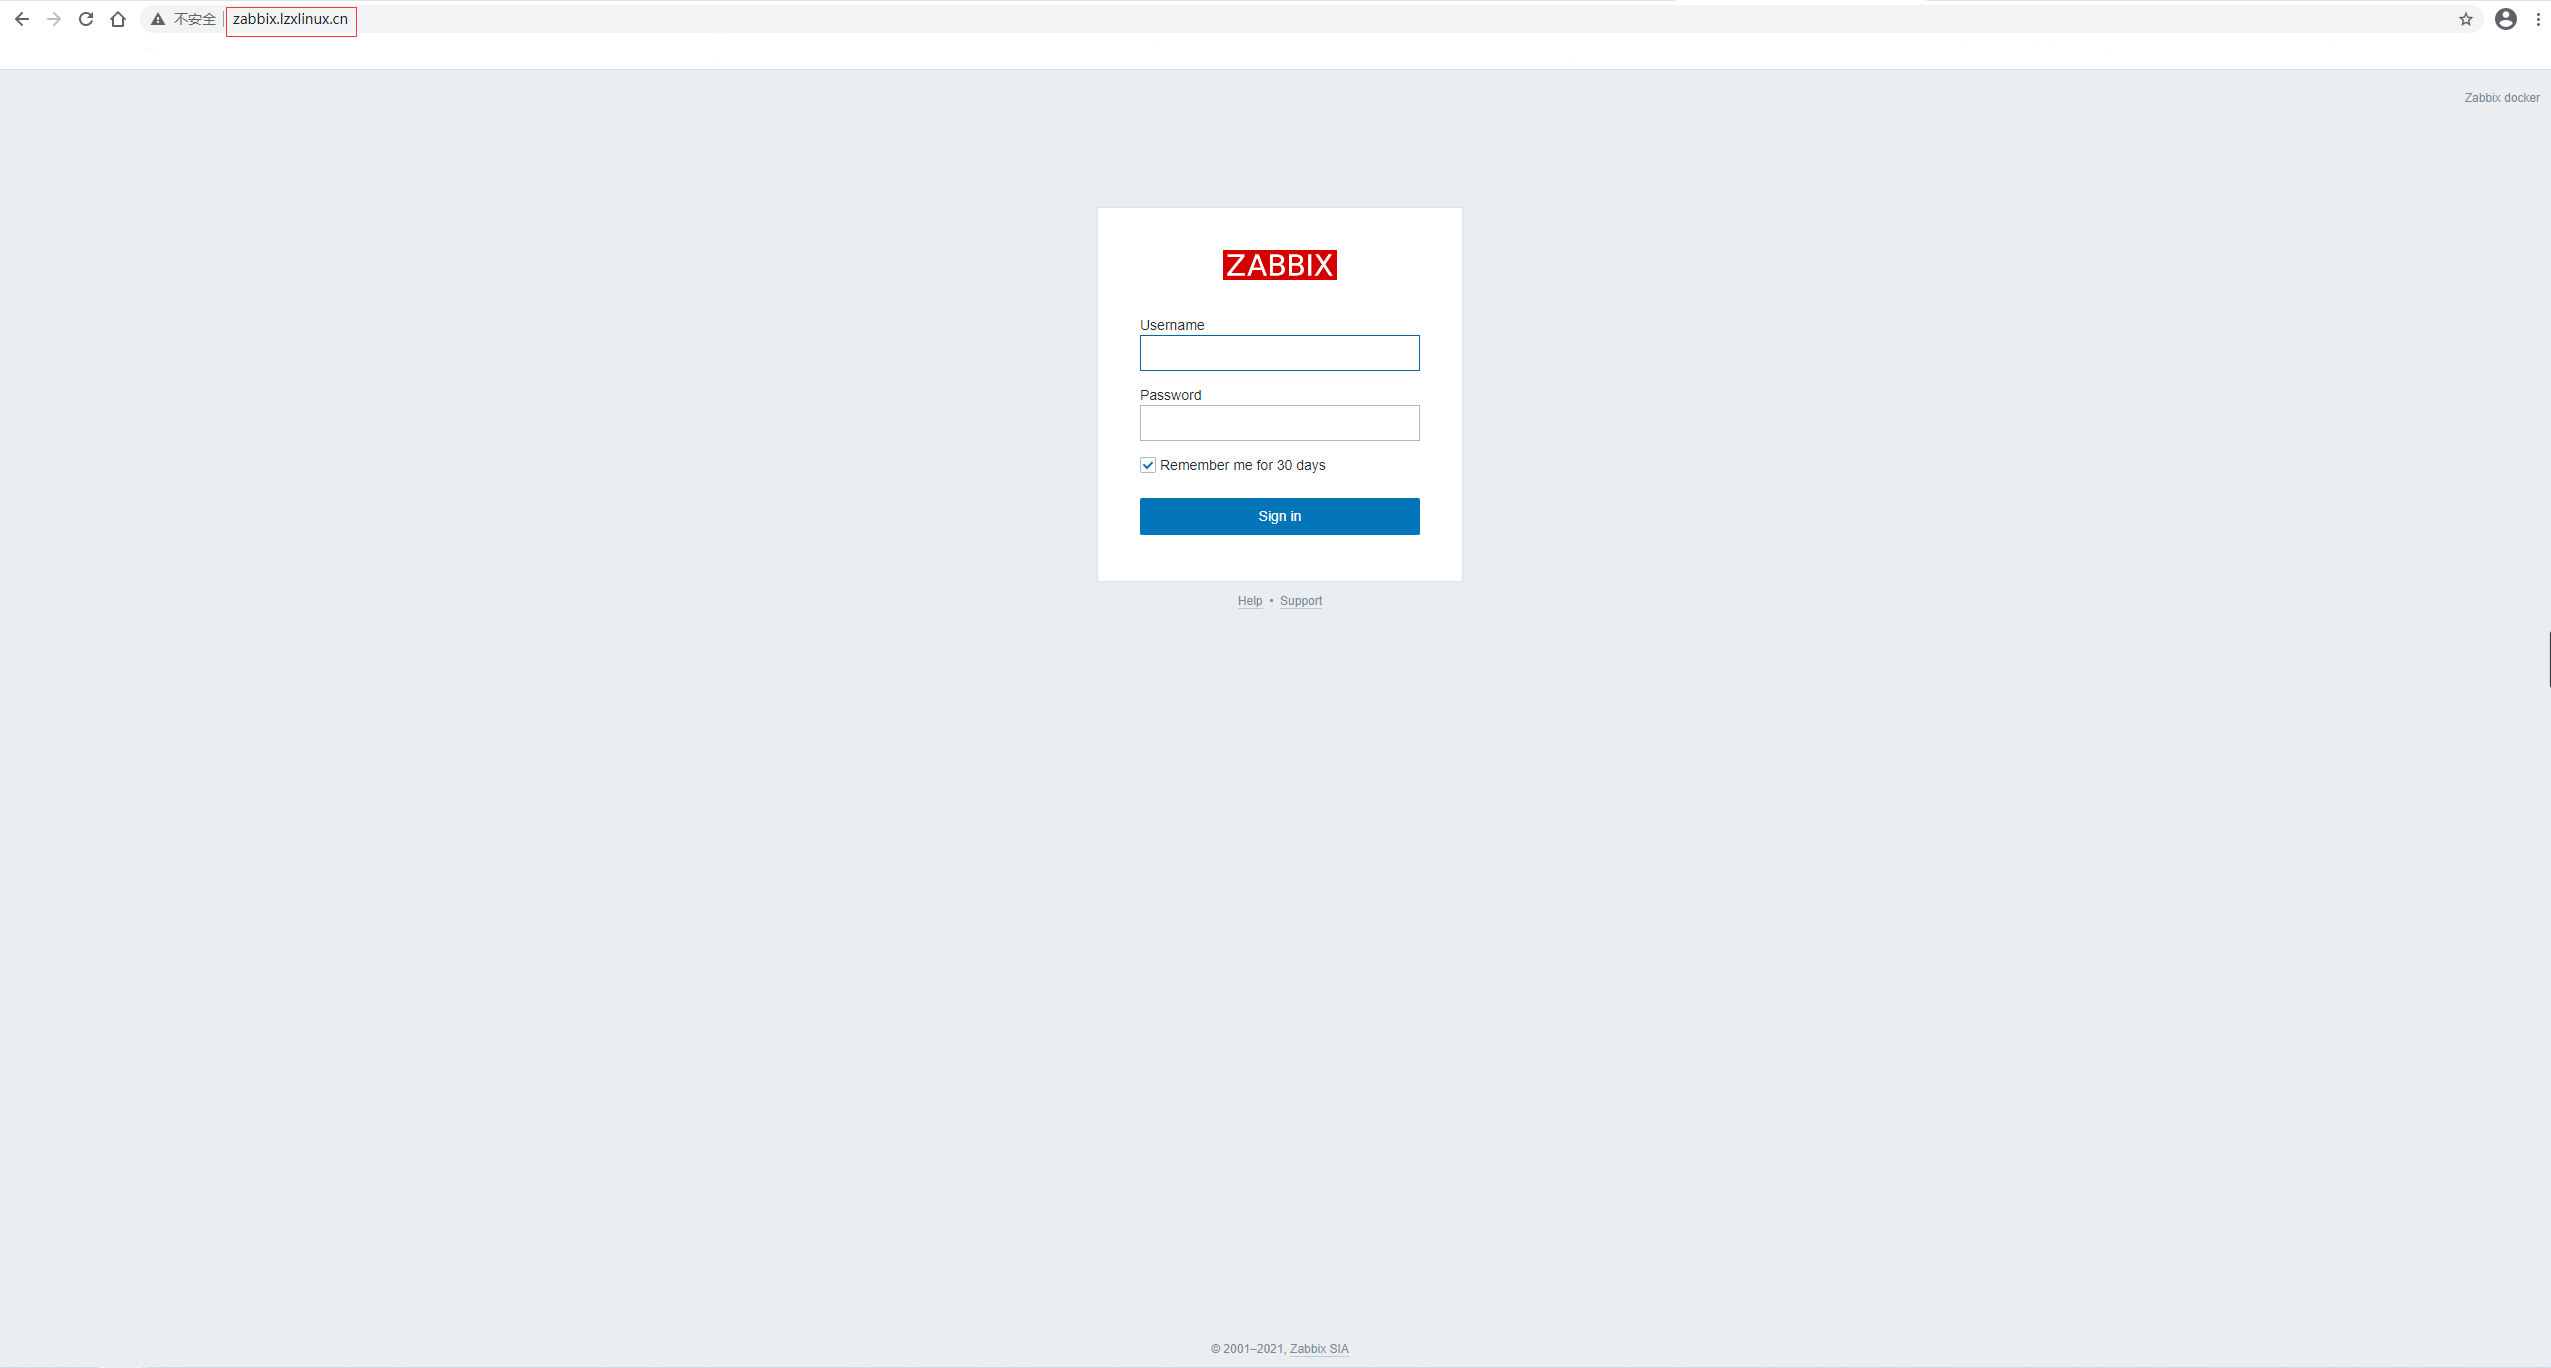 不安全 | zabbix.lzxlinux.cn
Zabbix docker
ZABBIX
Username
Password
Remember me for 30 days
Sign in
Help • Support
© 2001–2021, Zabbix SIA